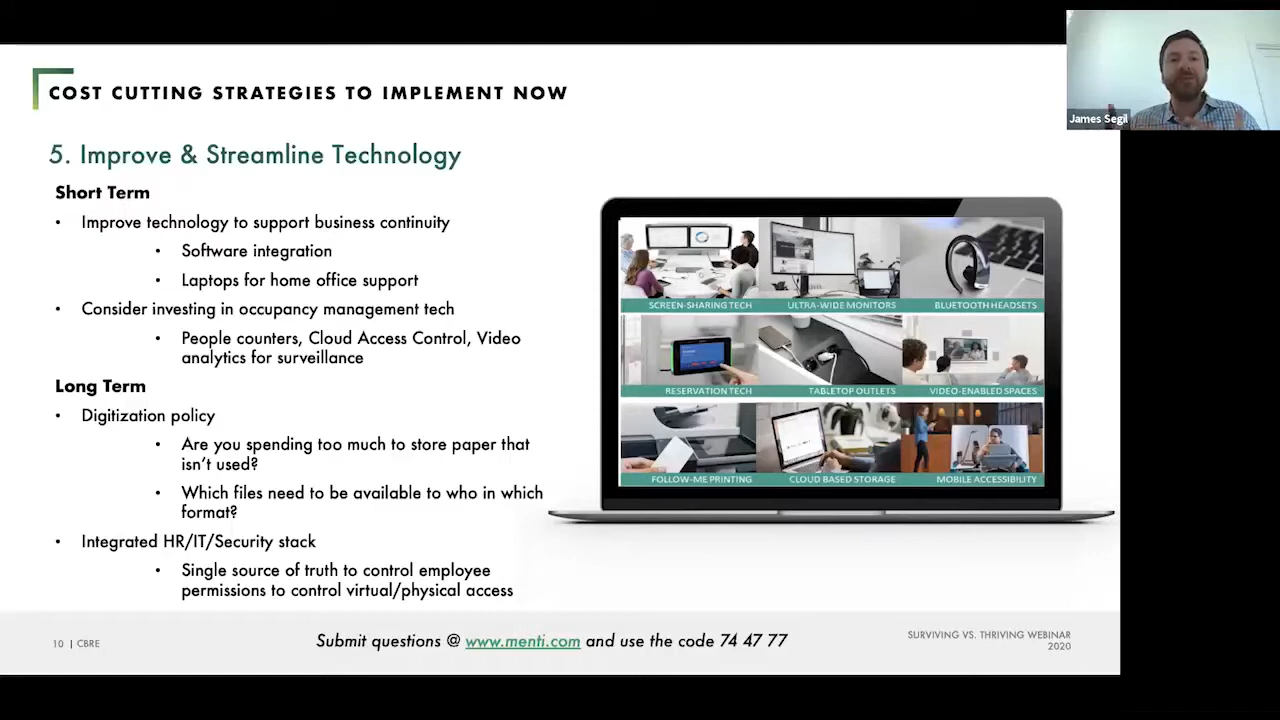 COST CUTTING STRATEGIES TO IMPLEMENT NOW
James Segil
5. Improve & Streamline Technology
Short Term
• Improve technology to support business continuity
• Software integration
• Laptops for home office support
• Consider investing in occupancy management tech
• People counters, Cloud Access Control, Video
analytics for surveillance
Long Term
• Digitization policy
• Are you spending too much to store paper that
isn't used?
• Which files need to be available to who in which
format?
• Integrated HR/IT/Security stack
• Single source of truth to control employee
permissions to control virtual/physical access
SCREEN-SHARING TECH
ULTRA-WIDE MONITORS
BLUETOOTH HEADSETS
RESERVATION TECH
TABLETOP OUTLETS
VIDEO-ENABLED SPACES
FOLLOW-ME PRINTING
CLOUD BASED STORAGE
MOBILE ACCESSIBILITY
10 | CBRE
Submit questions @ www.menti.com and use the code 74 47 77
SURVIVING VS. THRIVING WEBINAR
2020